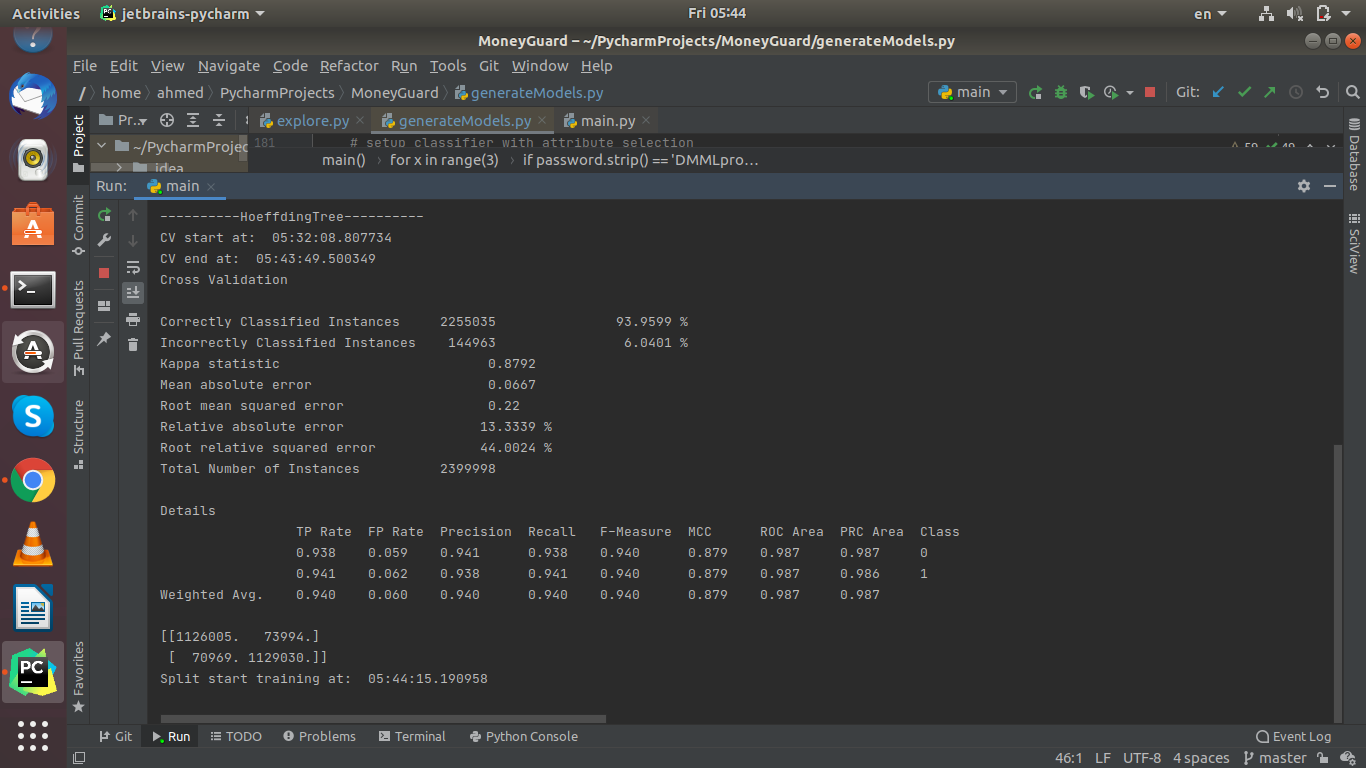 Activities jetbrains-pycharm Fri 05:44 en
MoneyGuard – ~/PycharmProjects/MoneyGuard/generateModels.py
File Edit View Navigate Code Refactor Run Tools Git Window Help
/ home ahmed PycharmProjects MoneyGuard generateModels.py main Git:
Project Pr... explore.py generateModels.py main.py
~/PycharmProjec 181 # setup classifier with attribute selection 59 49
.idea main() for x in range(3) if password.strip() == 'DMMLpro...
Run: main
Database
SciView
Commit
Pull Requests
Structure
Favorites
----------HoeffdingTree----------
CV start at:  05:32:08.807734
CV end at:  05:43:49.500349
Cross Validation
Correctly Classified Instances 2255035 93.9599 %
Incorrectly Classified Instances 144963 6.0401 %
Kappa statistic 0.8792
Mean absolute error 0.0667
Root mean squared error 0.22
Relative absolute error 13.3339 %
Root relative squared error 44.0024 %
Total Number of Instances 2399998
Details
TP Rate FP Rate Precision Recall F-Measure MCC ROC Area PRC Area Class
0.938 0.059 0.941 0.938 0.940 0.879 0.987 0.987 0
0.941 0.062 0.938 0.941 0.940 0.879 0.987 0.986 1
Weighted Avg. 0.940 0.060 0.940 0.940 0.940 0.879 0.987 0.987
[[1126005.   73994.]
[  70969. 1129030.]]
Split start training at:  05:44:15.190958
Git Run TODO Problems Terminal Python Console Event Log
46:1 LF UTF-8 4 spaces master